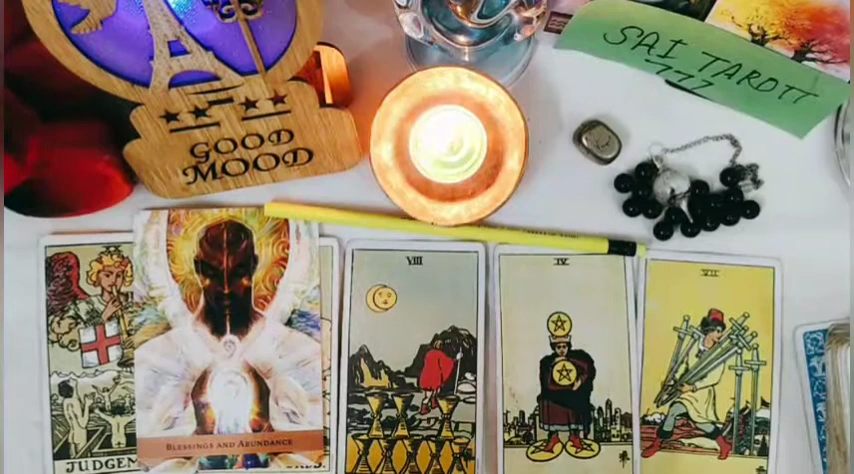 SAI TAROTT
777
GOOD
MOOD
VIII
IV
VII
BLESSINGS AND ABUNDANCE
JUDGEM